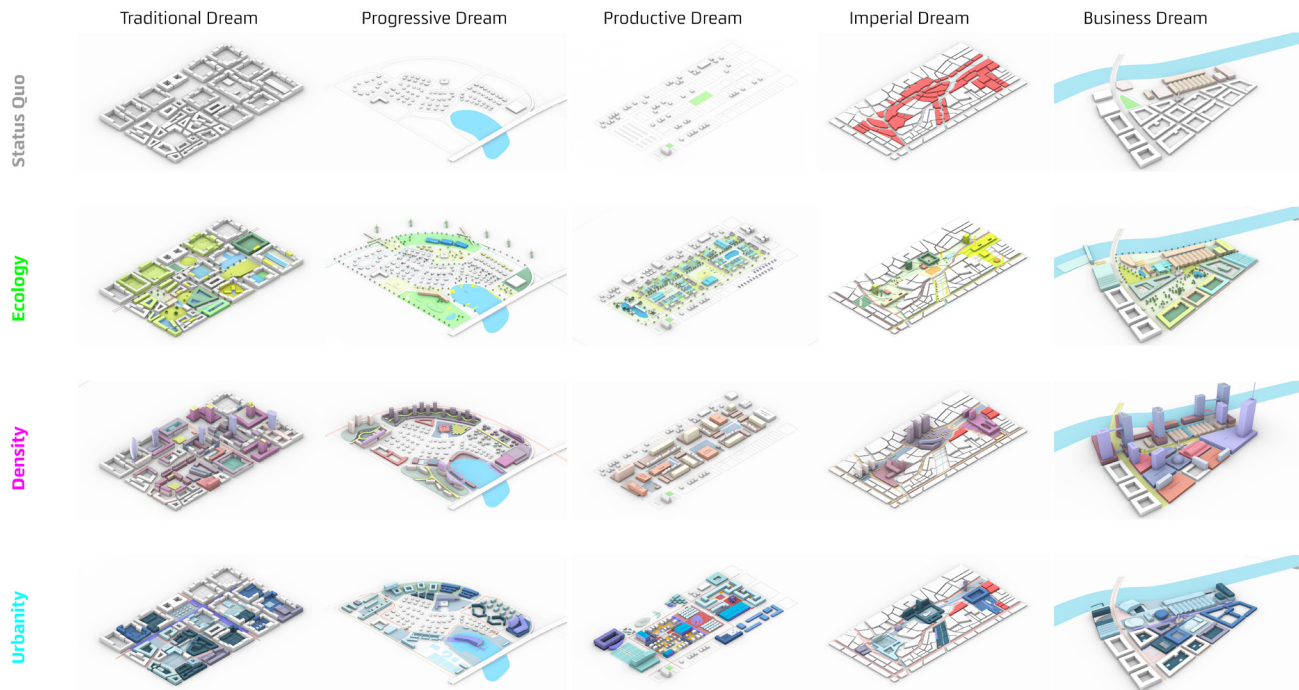 Traditional Dream
Progressive Dream
Productive Dream
Imperial Dream
Business Dream
Status Quo
Ecology
Density
Urbanity